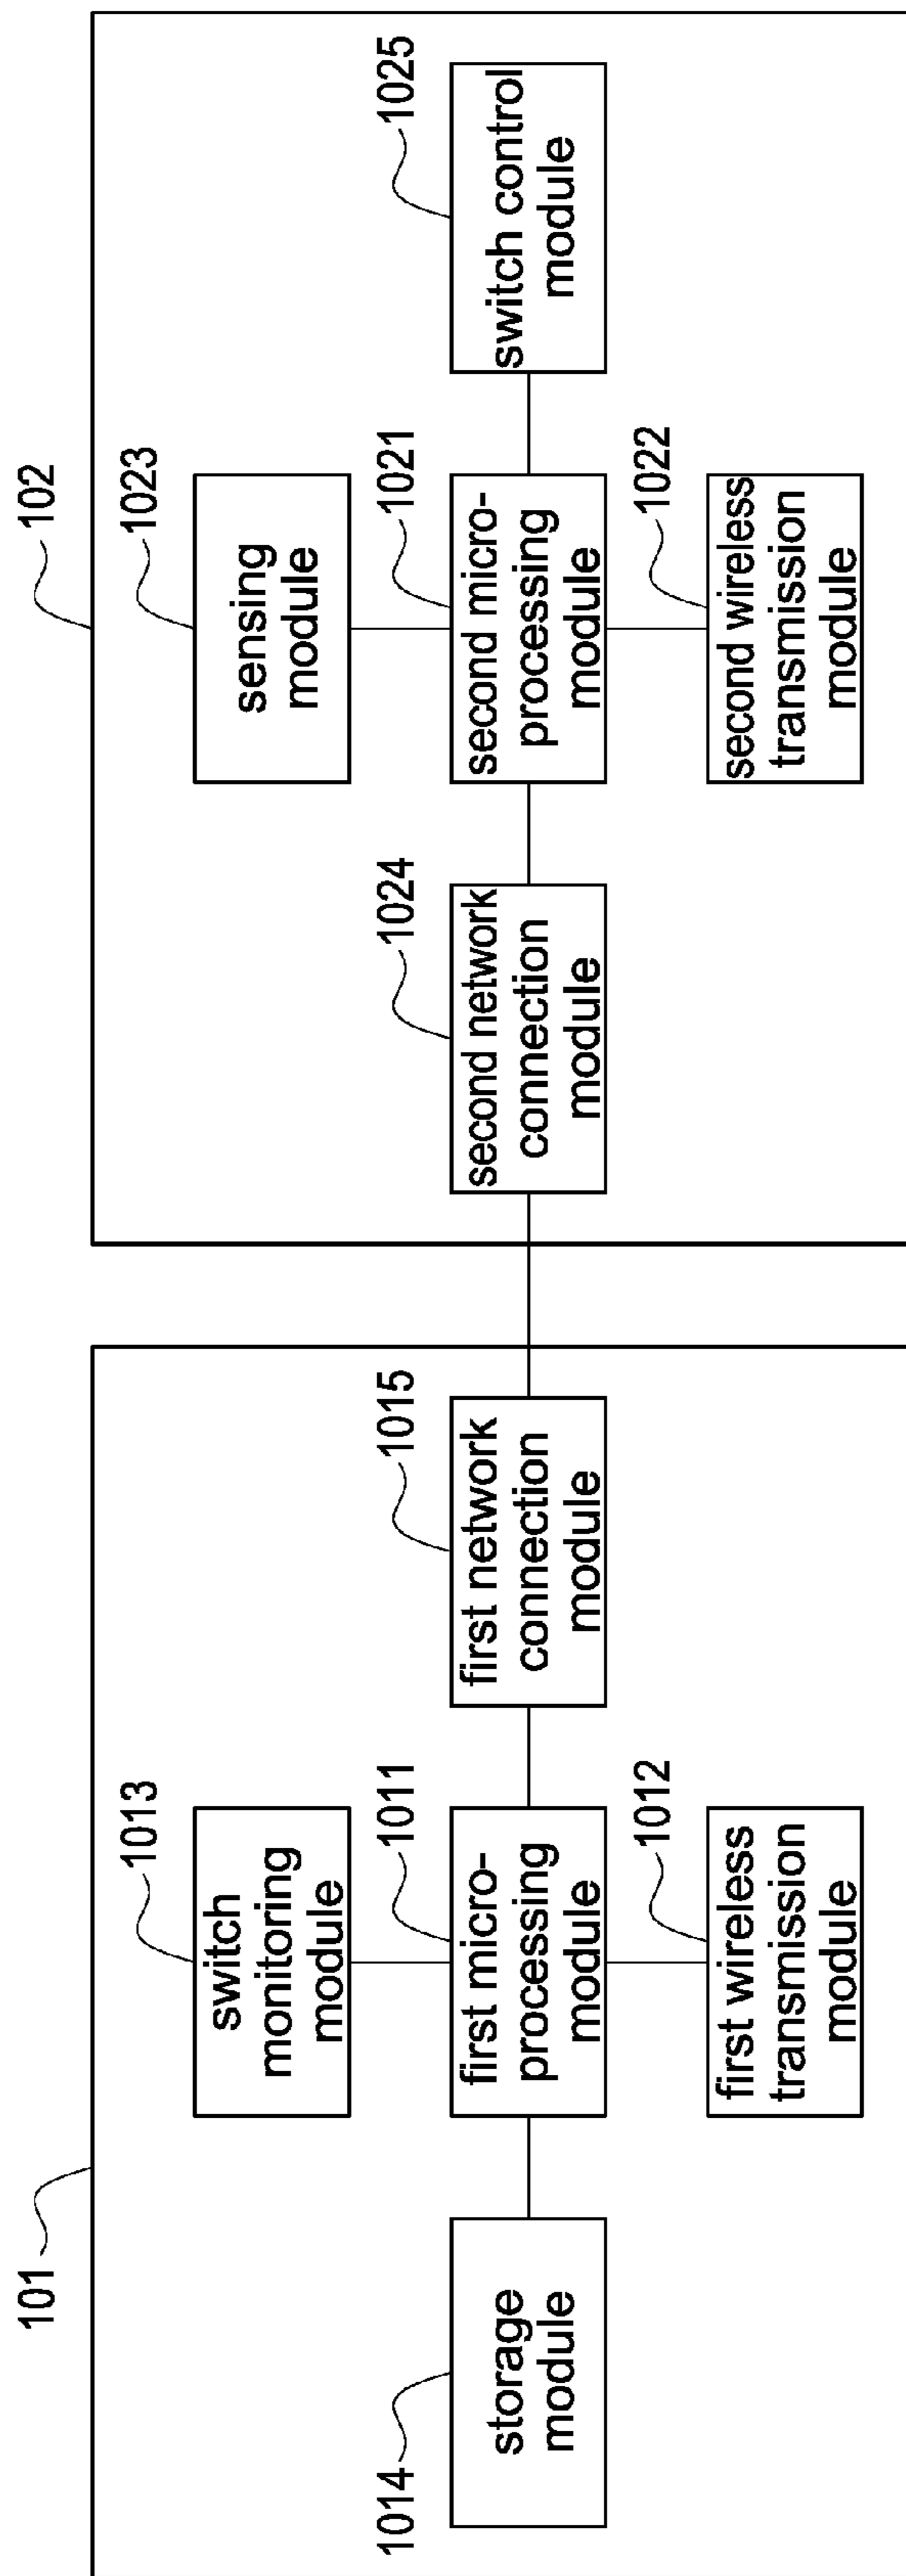 101
1013
switch
monitoring
module
1014
storage
module
1011
first micro-
processing
module
1015
first network
connection
module
1012
first wireless
transmission
module
102
1023
sensing
module
1024
second network
connection
module
1021
second micro-
processing
module
1025
switch control
module
1022
second wireless
transmission
module